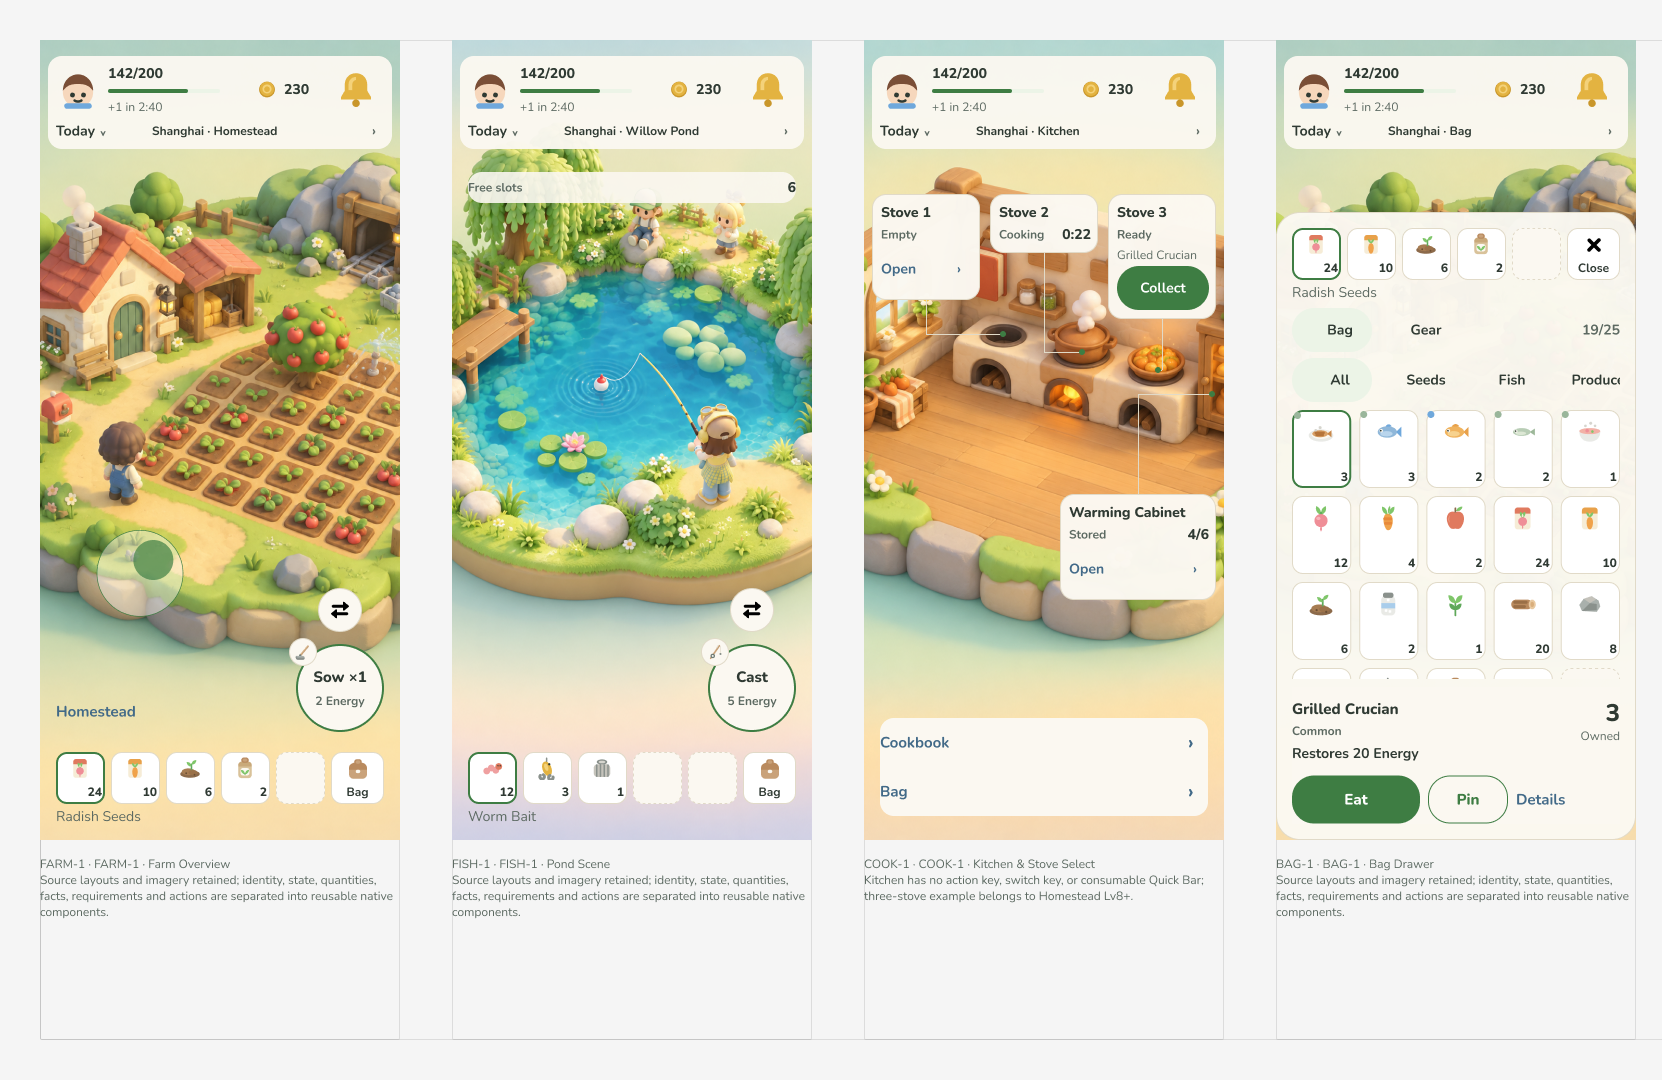 142/200
230
+1 in 2:40
Today ˅
Shanghai · Homestead ›
Sow ×1
2 Energy
Homestead
24
10
6
2
Bag
Radish Seeds
FARM-1 · FARM-1 · Farm Overview
Source layouts and imagery retained; identity, state, quantities,
facts, requirements and actions are separated into reusable native
components.
142/200
230
+1 in 2:40
Today ˅
Shanghai · Willow Pond ›
Free slots 6
Cast
5 Energy
12
3
1
Bag
Worm Bait
FISH-1 · FISH-1 · Pond Scene
Source layouts and imagery retained; identity, state, quantities,
facts, requirements and actions are separated into reusable native
components.
142/200
230
+1 in 2:40
Today ˅
Shanghai · Kitchen ›
Stove 1
Empty
Open ›
Stove 2
Cooking 0:22
Stove 3
Ready
Grilled Crucian
Collect
Warming Cabinet
Stored 4/6
Open ›
Cookbook ›
Bag ›
COOK-1 · COOK-1 · Kitchen & Stove Select
Kitchen has no action key, switch key, or consumable Quick Bar;
three-stove example belongs to Homestead Lv8+.
142/200
230
+1 in 2:40
Today ˅
Shanghai · Bag ›
24
10
6
2
Close
Radish Seeds
Bag Gear 19/25
All Seeds Fish Produce
3 3 2 2 1
12 4 2 24 10
6 2 1 20 8
Grilled Crucian 3
Common Owned
Restores 20 Energy
Eat Pin Details
BAG-1 · BAG-1 · Bag Drawer
Source layouts and imagery retained; identity, state, quantities,
facts, requirements and actions are separated into reusable native
components.